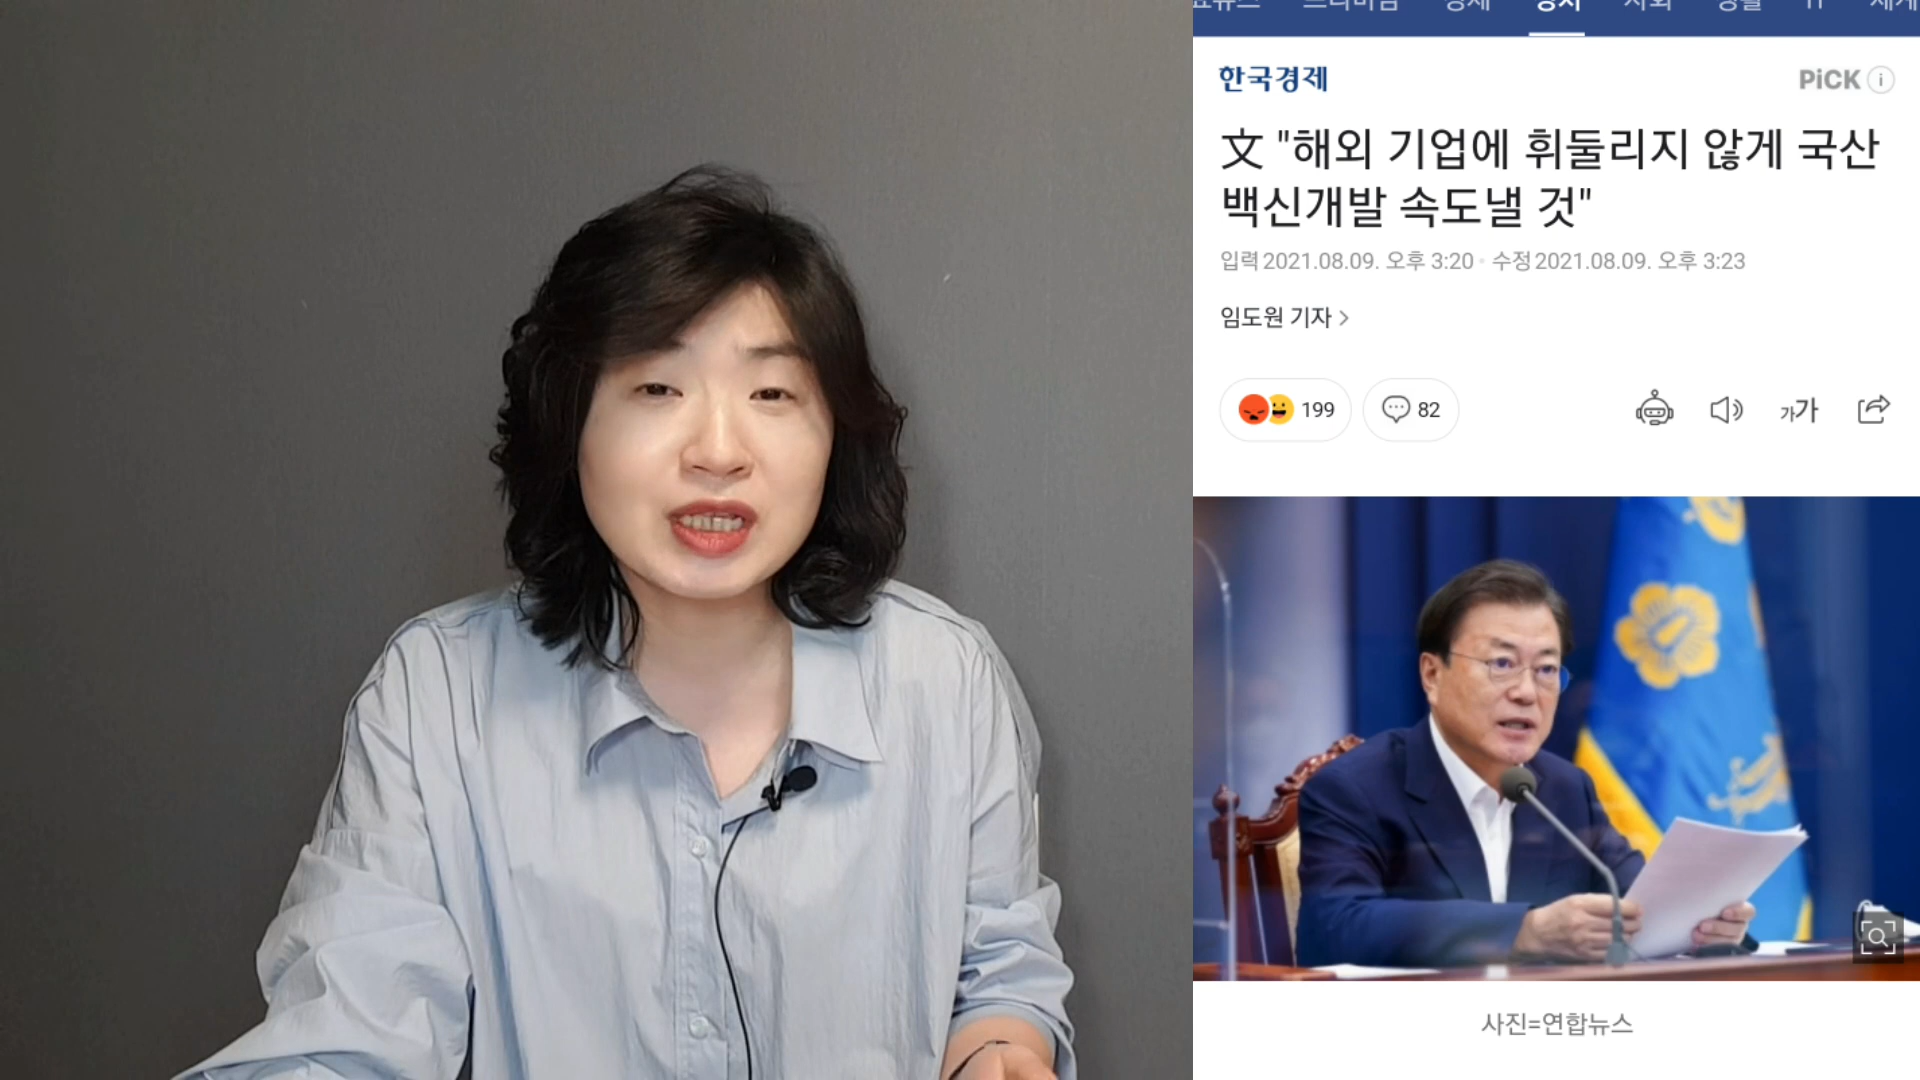 한국경제
PiCK
文 "해외 기업에 휘둘리지 않게 국산
백신개발 속도낼 것"
입력 2021.08.09. 오후 3:20 · 수정 2021.08.09. 오후 3:23
임도원 기자
199
82
가가
사진=연합뉴스